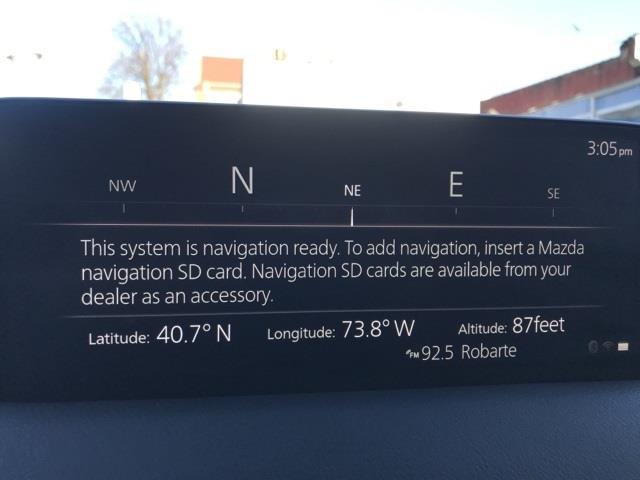 3:05pm
NW N NE E SE
This system is navigation ready. To add navigation, insert a Mazda
navigation SD card. Navigation SD cards are available from your
dealer as an accessory.
Latitude: 40.7° N Longitude: 73.8° W Altitude: 87feet
FM 92.5 Robarte